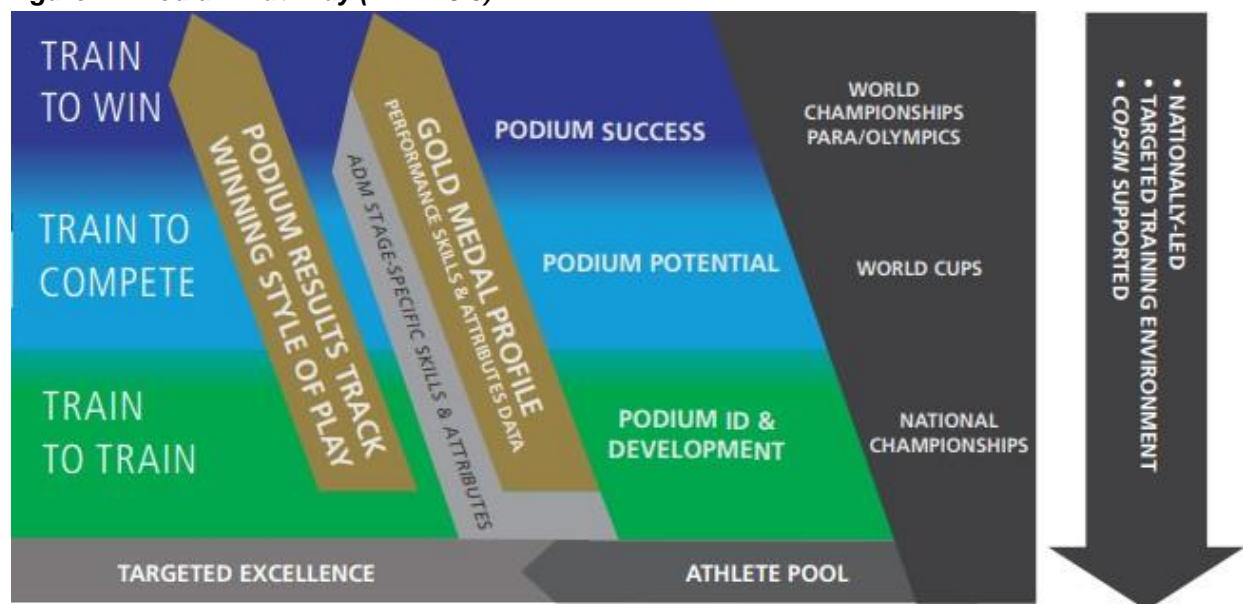 TRAIN
TO WIN
PODIUM RESULTS TRACK
WINNING STYLE OF PLAY
GOLD MEDAL PROFILE
PERFORMANCE SKILLS & ATTRIBUTES DATA
ADM STAGE-SPECIFIC SKILLS & ATTRIBUTES
PODIUM SUCCESS
WORLD
CHAMPIONSHIPS
PARA/OLYMPICS
TRAIN TO
COMPETE
PODIUM POTENTIAL
WORLD CUPS
TRAIN
TO TRAIN
PODIUM ID &
DEVELOPMENT
NATIONAL
CHAMPIONSHIPS
TARGETED EXCELLENCE
ATHLETE POOL
• NATIONALLY-LED
• TARGETED TRAINING ENVIRONMENT
• COPSIN SUPPORTED